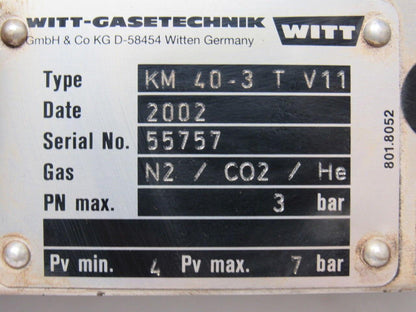 WITT-GASETECHNIK
GmbH & Co KG D-58454 Witten Germany
WITT
Type KM 40-3 T V11
Date 2002
Serial No. 55757
Gas N2 / CO2 / He
PN max. 3 bar
Pv min. 4 Pv max. 7 bar
801.8052